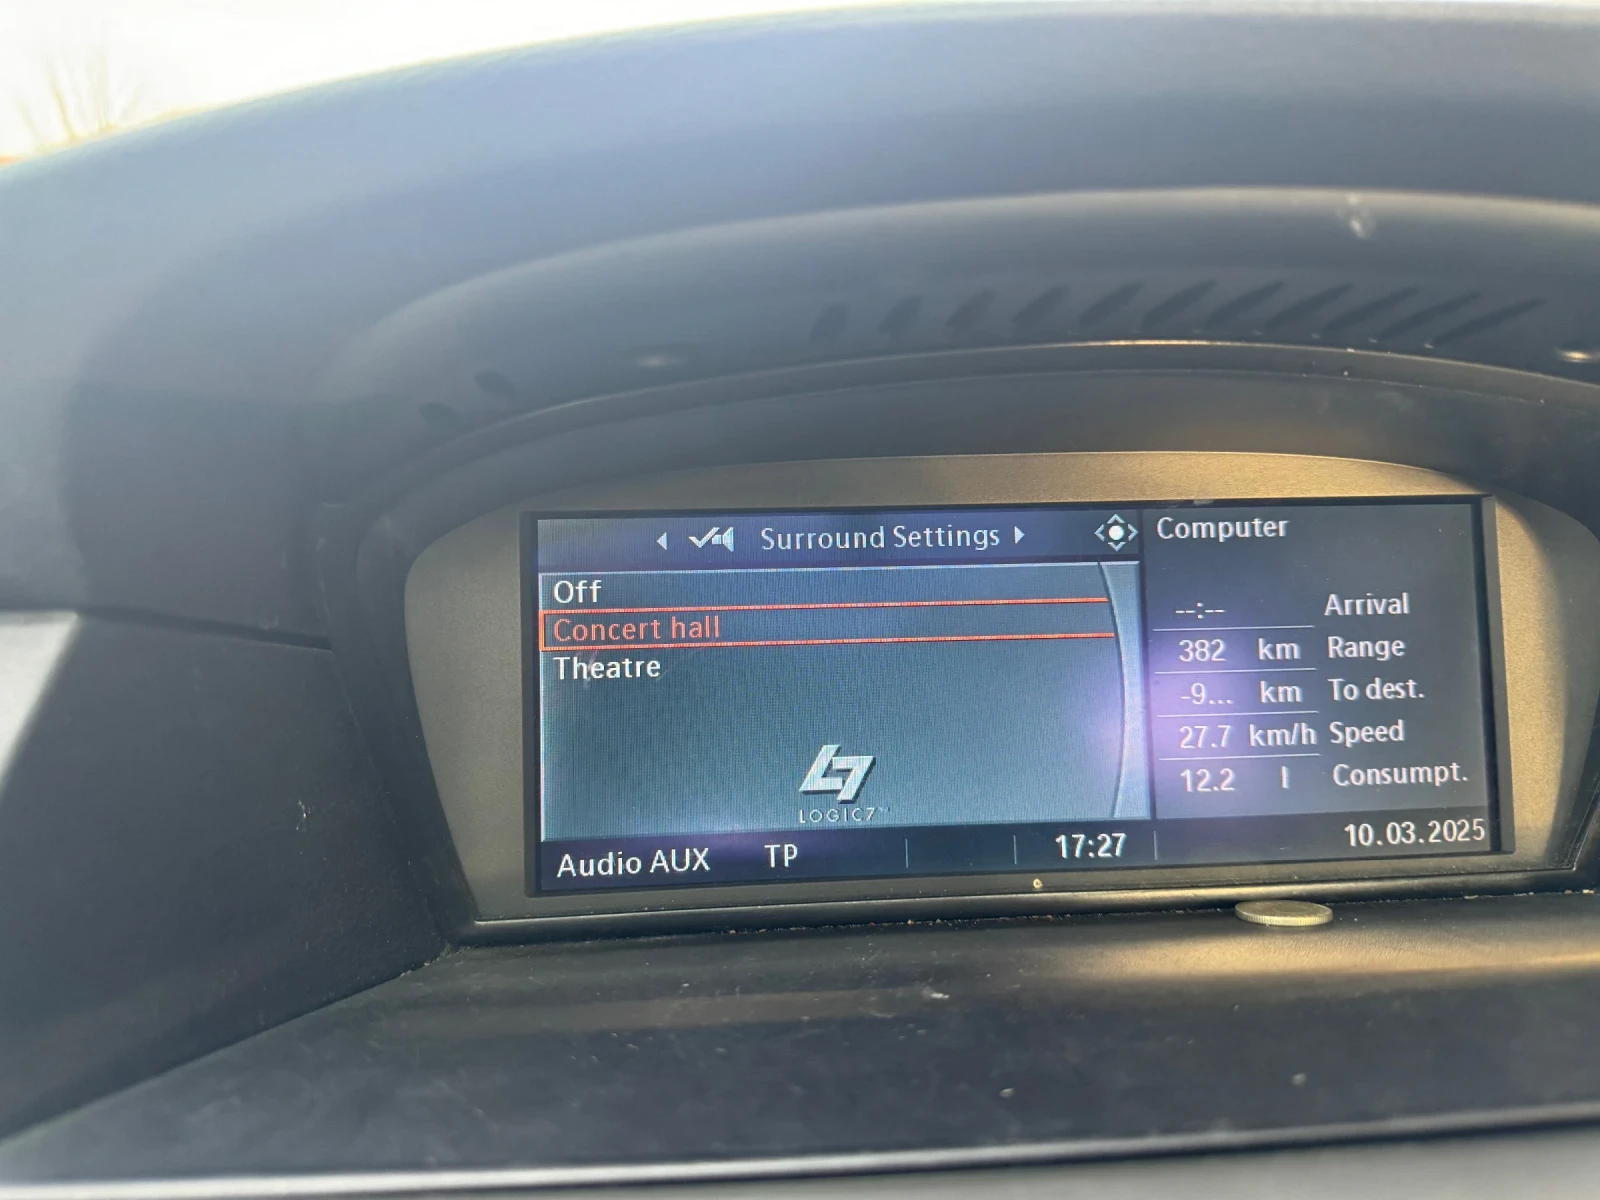 Surround Settings
Off
Concert hall
Theatre
LOGIC7™
Audio AUX TP 17:27
Computer
--:-- Arrival
382 km Range
-9... km To dest.
27.7 km/h Speed
12.2 l Consumpt.
10.03.2025